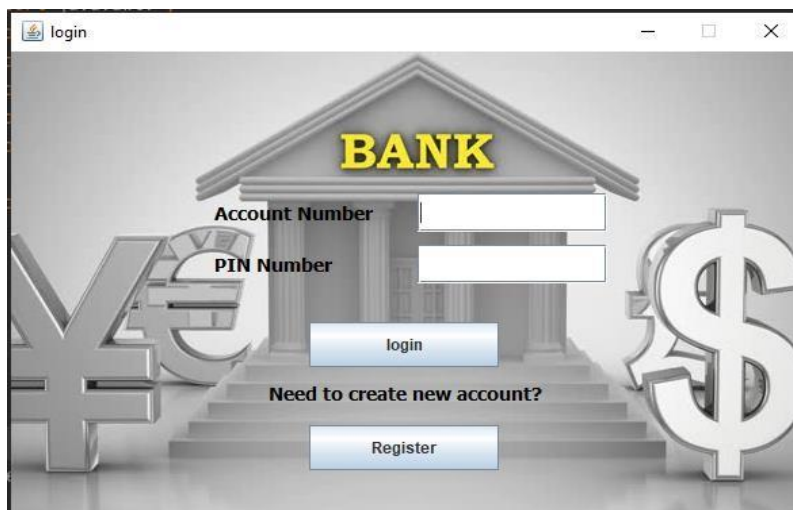 login
BANK
Account Number
PIN Number
login
Need to create new account?
Register